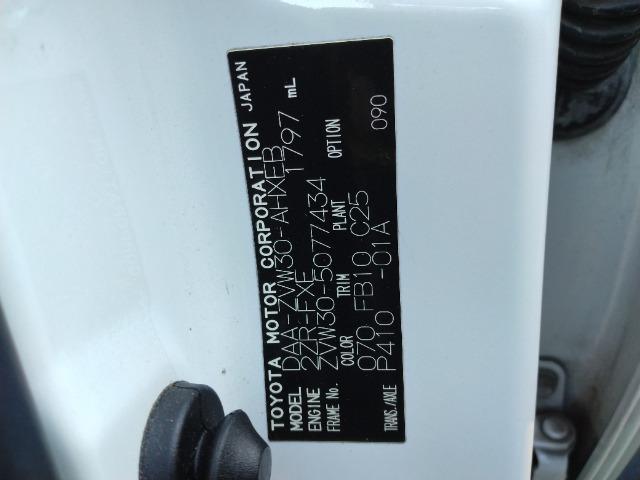 TOYOTA MOTOR CORPORATION JAPAN
MODEL DAA-ZVW30-AHXEB
ENGINE 2ZR-FXE 1797 mL
FRAME No. ZVW30-5077434
COLOR TRIM PLANT OPTION
070 FB10 C25 090
TRANS./AXLE P410 -01A